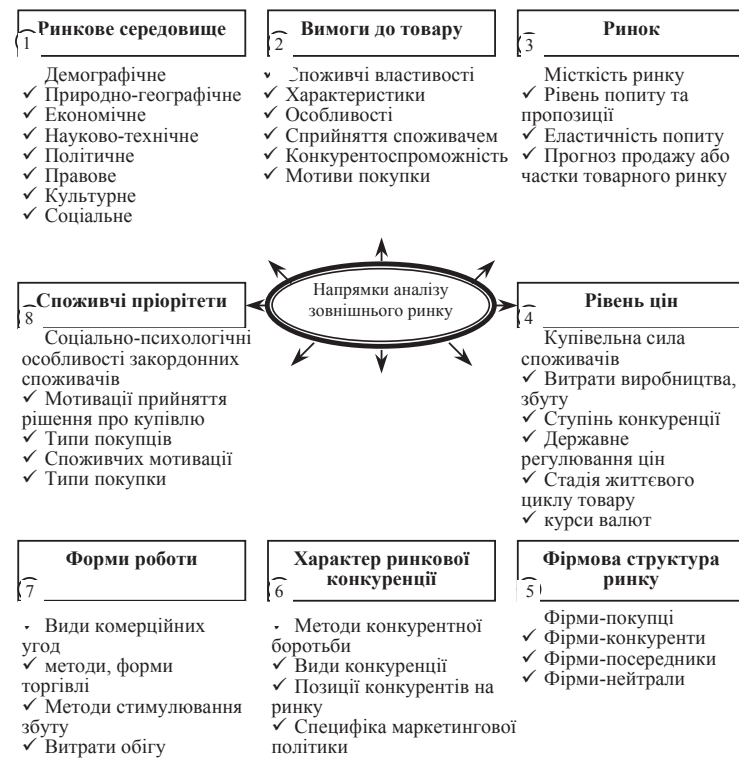 Ринкове середовище
1
Демографічне
✓ Природно-географічне
✓ Економічне
✓ Науково-технічне
✓ Політичне
✓ Правове
✓ Культурне
✓ Соціальне
Вимоги до товару
2
Споживчі властивості
✓ Характеристики
✓ Особливості
✓ Сприйняття споживачем
✓ Конкурентоспроможність
✓ Мотиви покупки
Ринок
3
Місткість ринку
✓ Рівень попиту та
пропозиції
✓ Еластичність попиту
✓ Прогноз продажу або
частки товарного ринку
Напрямки аналізу
зовнішнього ринку
Споживчі пріорітети
8
Соціально-психологічні
особливості закордонних
споживачів
✓ Мотивації прийняття
рішення про купівлю
✓ Типи покупців
✓ Споживчих мотивації
✓ Типи покупки
Рівень цін
4
Купівельна сила
споживачів
✓ Витрати виробництва,
збуту
✓ Ступінь конкуренції
✓ Державне
регулювання цін
✓ Стадія життєвого
циклу товару
✓ курси валют
Форми роботи
7
Види комерційних
угод
✓ методи, форми
торгівлі
✓ Методи стимулювання
збуту
✓ Витрати обігу
Характер ринкової
конкуренції
6
Методи конкурентної
боротьби
✓ Види конкуренції
✓ Позиції конкурентів на
ринку
✓ Специфіка маркетингової
політики
Фірмова структура
ринку
5
Фірми-покупці
✓ Фірми-конкуренти
✓ Фірми-посередники
✓ Фірми-нейтрали